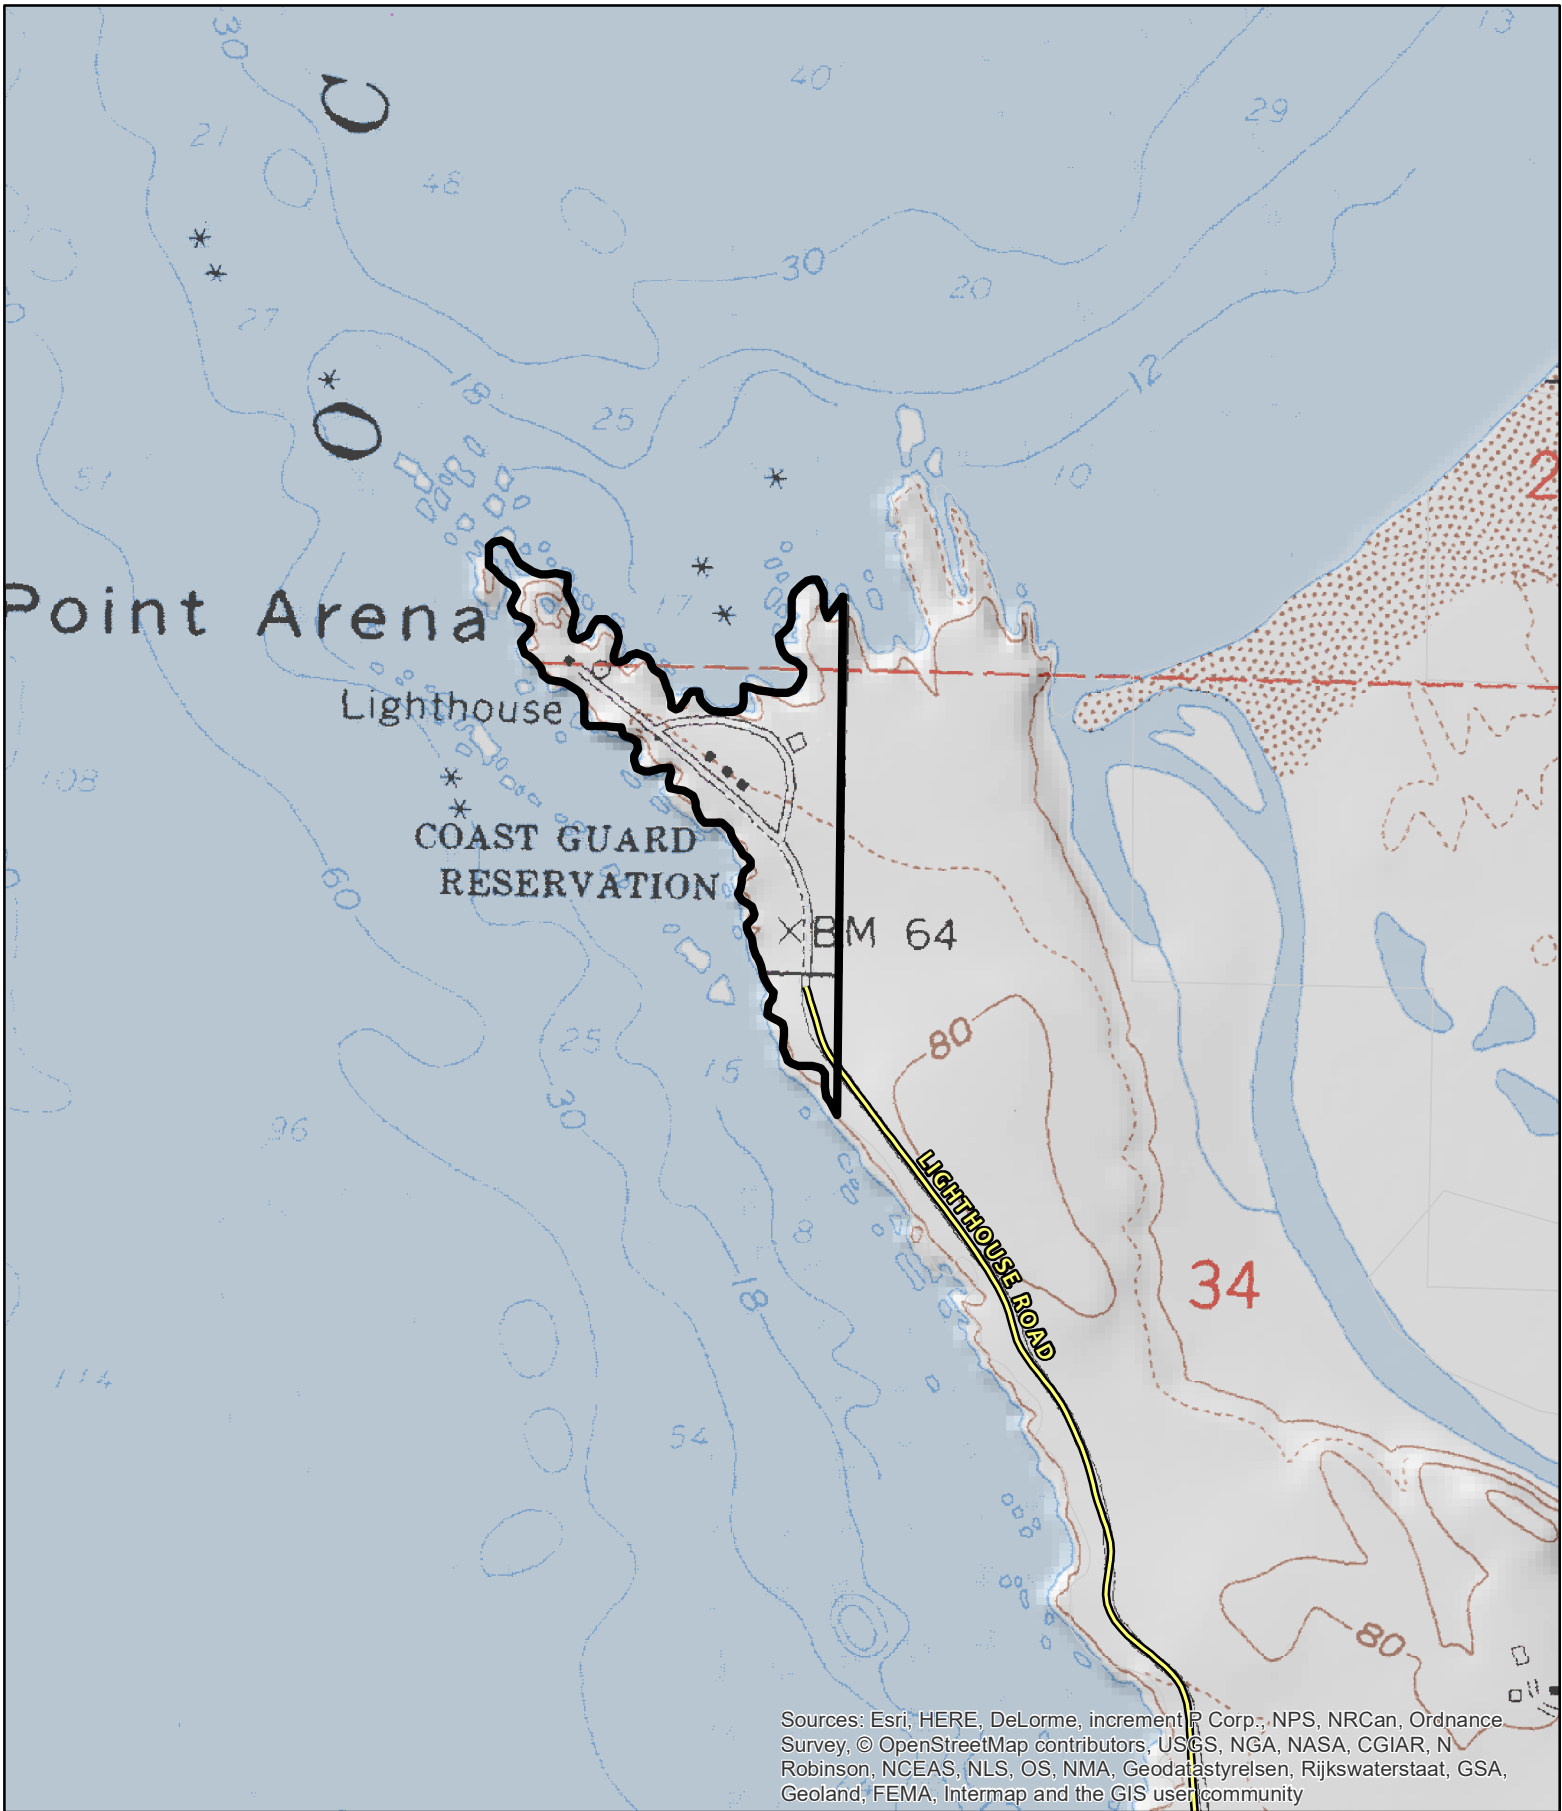 30
13
C
40
29
21
46
30
20
27
12
18
O
25
51
10
2
17
Point Arena
Lighthouse
108
COAST GUARD
RESERVATION
60
BM 64
25
80
15
30
96
LIGHTHOUSE ROAD
8
34
18
114
54
80
Sources: Esri, HERE, DeLorme, increment P Corp., NPS, NRCan, Ordnance
Survey, © OpenStreetMap contributors, USGS, NGA, NASA, CGIAR, N
Robinson, NCEAS, NLS, OS, NMA, Geodatastyrelsen, Rijkswaterstaat, GSA,
Geoland, FEMA, Intermap and the GIS user community